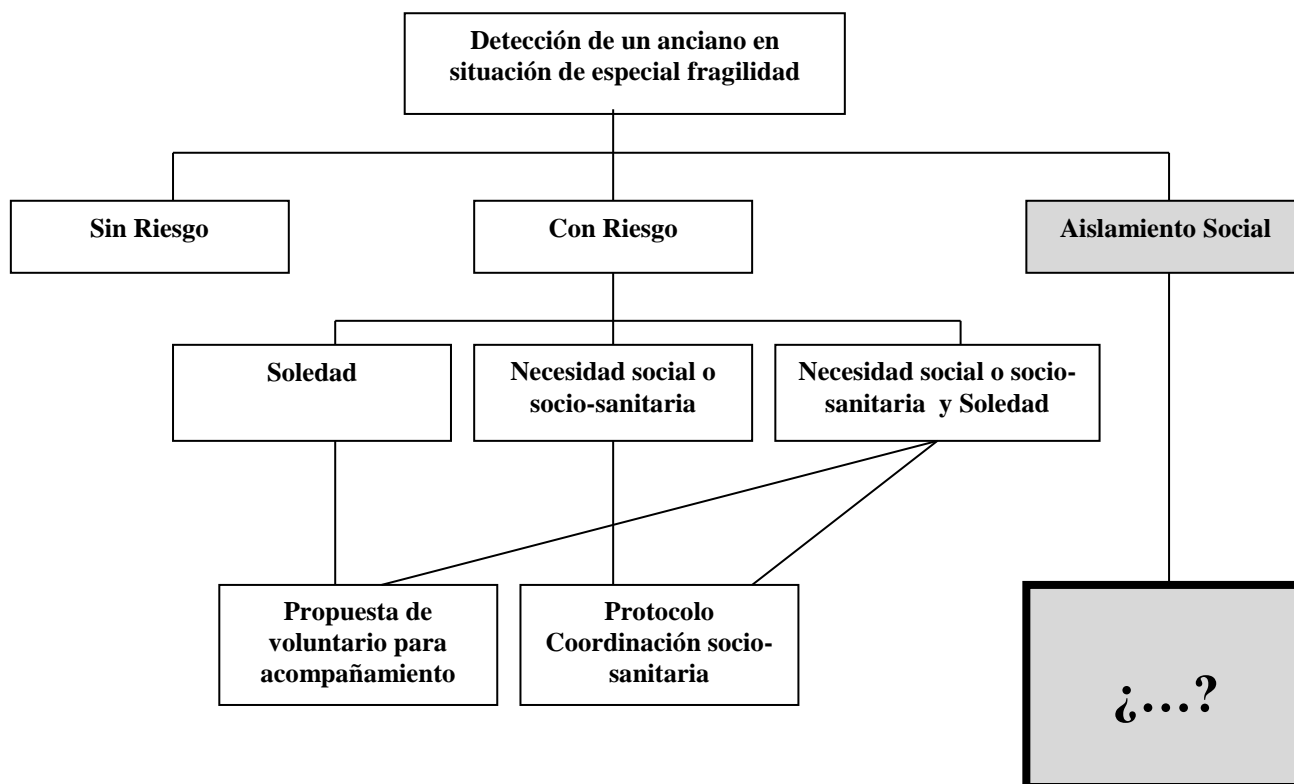 Detección de un anciano en
situación de especial fragilidad
Sin Riesgo
Con Riesgo
Aislamiento Social
Soledad
Necesidad social o
socio-sanitaria
Necesidad social o socio-
sanitaria y Soledad
Propuesta de
voluntario para
acompañamiento
Protocolo
Coordinación socio-
sanitaria
¿…?